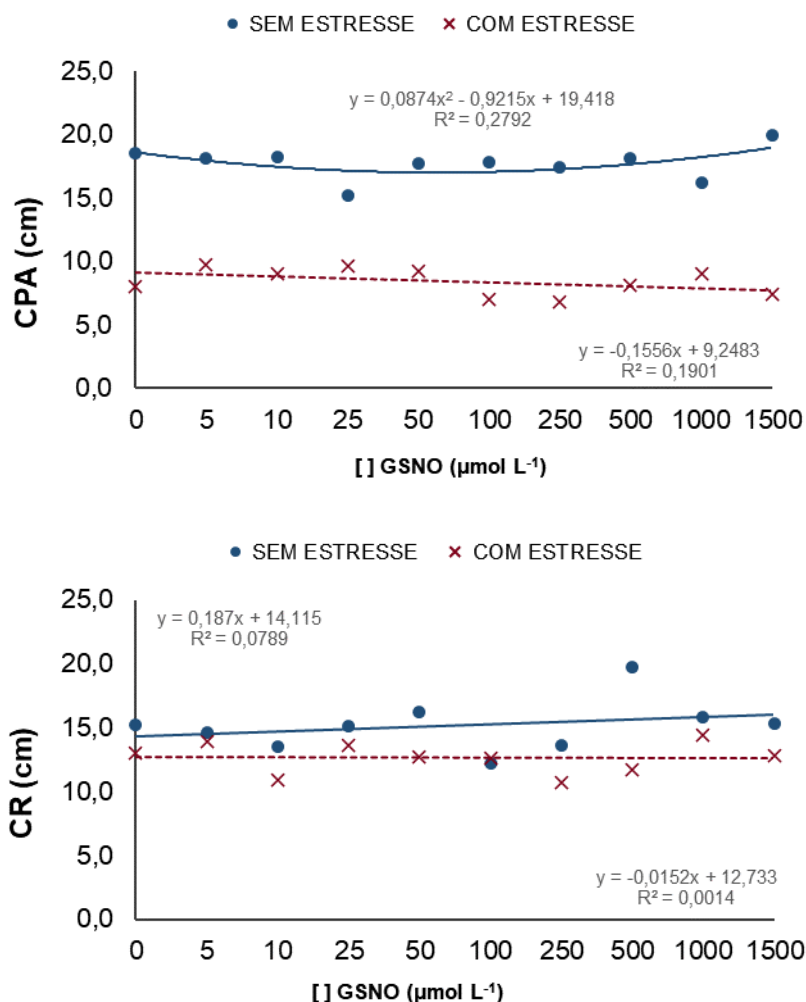 SEM ESTRESSE COM ESTRESSE
25,0
y = 0,0874x² - 0,9215x + 19,418
R² = 0,2792
20,0
15,0
10,0
5,0
y = -0,1556x + 9,2483
R² = 0,1901
0,0
CPA (cm)
0 5 10 25 50 100 250 500 1000 1500
[ ] GSNO (µmol L⁻¹)
SEM ESTRESSE COM ESTRESSE
25,0
y = 0,187x + 14,115
R² = 0,0789
20,0
15,0
10,0
5,0
y = -0,0152x + 12,733
R² = 0,0014
0,0
CR (cm)
0 5 10 25 50 100 250 500 1000 1500
[ ] GSNO (µmol L⁻¹)